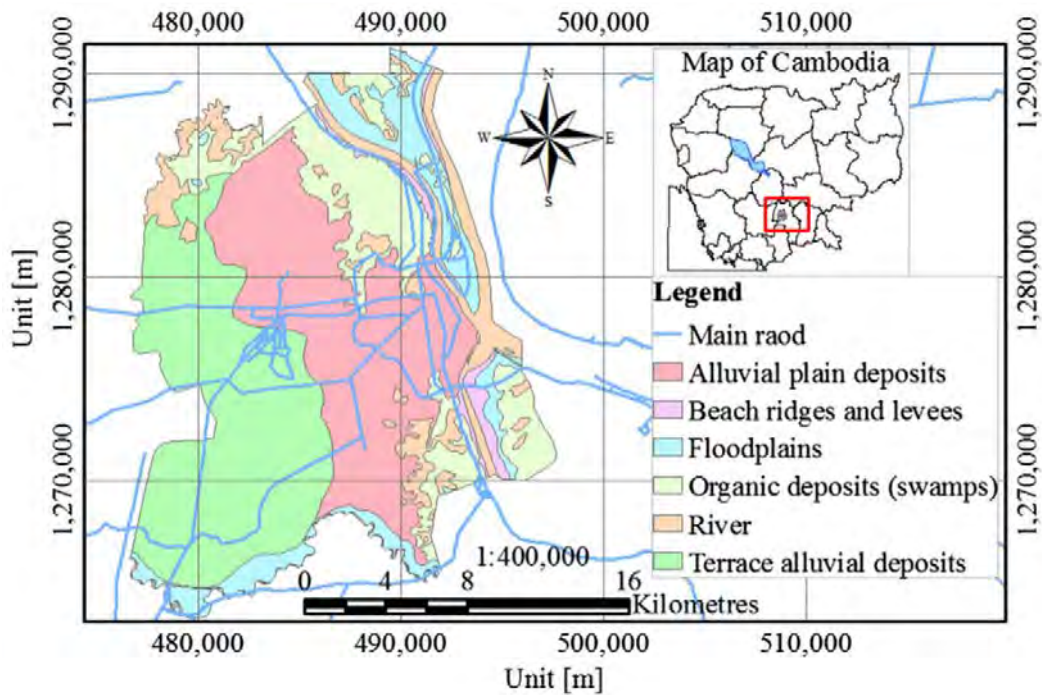 480,000 490,000 500,000 510,000
1,290,000
1,280,000
1,270,000
Unit [m]
N
W E
S
Map of Cambodia
1,290,000
1,280,000
1,270,000
Legend
Main raod
Alluvial plain deposits
Beach ridges and levees
Floodplains
Organic deposits (swamps)
River
Terrace alluvial deposits
1:400,000
0 4 8 16
Kilometres
480,000 490,000 500,000 510,000
Unit [m]